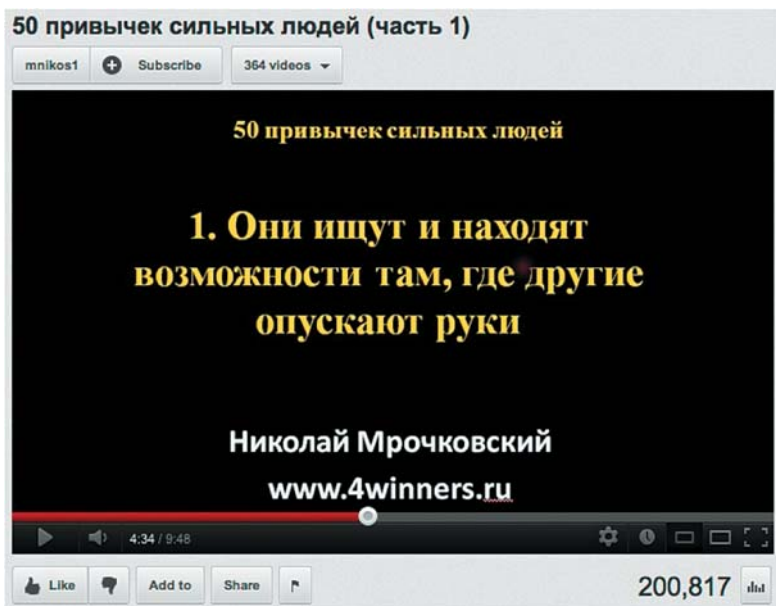 50 привычек сильных людей (часть 1)
mnikos1 Subscribe 364 videos
50 привычек сильных людей
1. Они ищут и находят
возможности там, где другие
опускают руки
Николай Мрочковский
www.4winners.ru
4:34 / 9:48
Like Add to Share 200,817